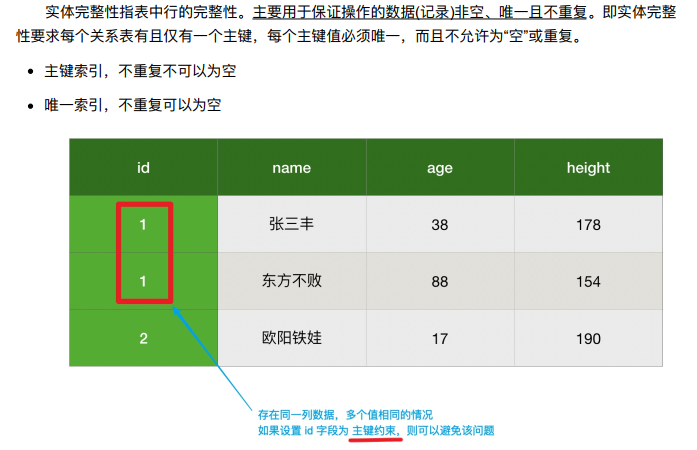 实体完整性指表中行的完整性。主要用于保证操作的数据(记录)非空、唯一且不重复。即实体完整
性要求每个关系表有且仅有一个主键，每个主键值必须唯一，而且不允许为“空”或重复。
• 主键索引，不重复不可以为空
• 唯一索引，不重复可以为空
id name age height
1 张三丰 38 178
1 东方不败 88 154
2 欧阳铁娃 17 190
存在同一列数据，多个值相同的情况
如果设置 id 字段为 主键约束，则可以避免该问题